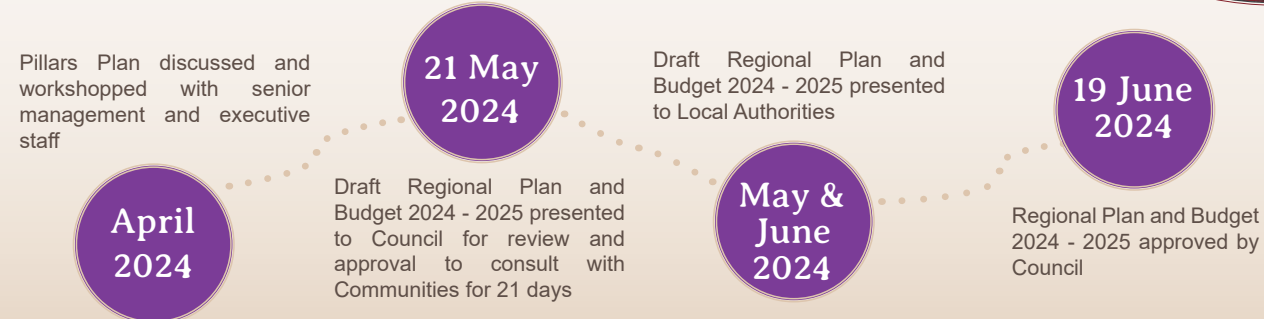 Pillars Plan discussed and
workshopped with senior
management and executive
staff
April
2024
21 May
2024
Draft Regional Plan and
Budget 2024 - 2025 presented
to Council for review and
approval to consult with
Communities for 21 days
Draft Regional Plan and
Budget 2024 - 2025 presented
to Local Authorities
May &
June
2024
19 June
2024
Regional Plan and Budget
2024 - 2025 approved by
Council